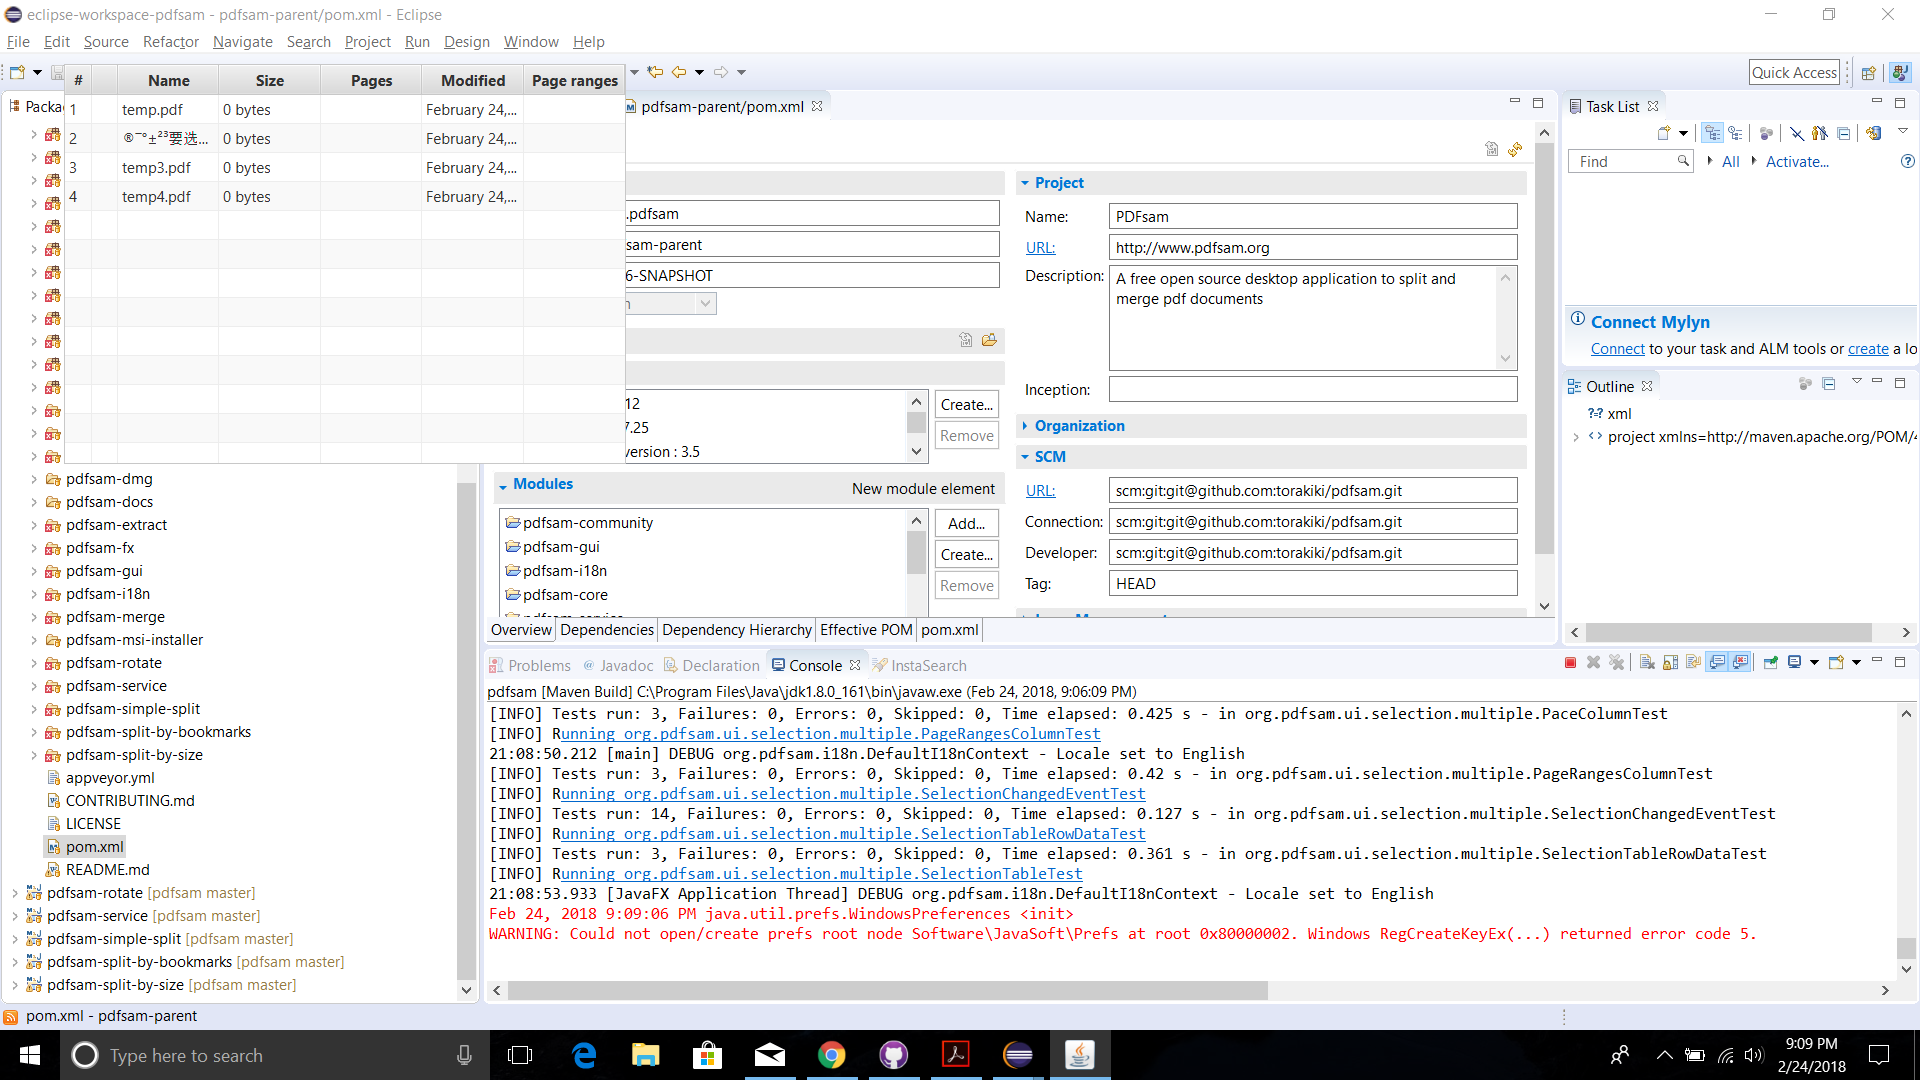 eclipse-workspace-pdfsam - pdfsam-parent/pom.xml - Eclipse
File Edit Source Refactor Navigate Search Project Run Design Window Help
Quick Access
# Name Size Pages Modified Page ranges
1 temp.pdf 0 bytes February 24,...
2 ®¯°±²³要选... 0 bytes February 24,...
3 temp3.pdf 0 bytes February 24,...
4 temp4.pdf 0 bytes February 24,...
Packa
pdfsam-dmg
pdfsam-docs
pdfsam-extract
pdfsam-fx
pdfsam-gui
pdfsam-i18n
pdfsam-merge
pdfsam-msi-installer
pdfsam-rotate
pdfsam-service
pdfsam-simple-split
pdfsam-split-by-bookmarks
pdfsam-split-by-size
appveyor.yml
CONTRIBUTING.md
LICENSE
pom.xml
README.md
pdfsam-rotate [pdfsam master]
pdfsam-service [pdfsam master]
pdfsam-simple-split [pdfsam master]
pdfsam-split-by-bookmarks [pdfsam master]
pdfsam-split-by-size [pdfsam master]
pdfsam-parent/pom.xml
.pdfsam
sam-parent
6-SNAPSHOT
12
7.25
version : 3.5
Create...
Remove
Modules New module element
pdfsam-community
pdfsam-gui
pdfsam-i18n
pdfsam-core
Add...
Create...
Remove
Project
Name: PDFsam
URL: http://www.pdfsam.org
Description: A free open source desktop application to split and
merge pdf documents
Inception:
Organization
SCM
URL: scm:git:git@github.com:torakiki/pdfsam.git
Connection: scm:git:git@github.com:torakiki/pdfsam.git
Developer: scm:git:git@github.com:torakiki/pdfsam.git
Tag: HEAD
Overview Dependencies Dependency Hierarchy Effective POM pom.xml
Task List
Find All Activate...
Connect Mylyn
Connect to your task and ALM tools or create a lo
Outline
?-? xml
<> project xmlns=http://maven.apache.org/POM/4
Problems @ Javadoc Declaration Console InstaSearch
pdfsam [Maven Build] C:\Program Files\Java\jdk1.8.0_161\bin\javaw.exe (Feb 24, 2018, 9:06:09 PM)
[INFO] Tests run: 3, Failures: 0, Errors: 0, Skipped: 0, Time elapsed: 0.425 s - in org.pdfsam.ui.selection.multiple.PaceColumnTest
[INFO] Running org.pdfsam.ui.selection.multiple.PageRangesColumnTest
21:08:50.212 [main] DEBUG org.pdfsam.i18n.DefaultI18nContext - Locale set to English
[INFO] Tests run: 3, Failures: 0, Errors: 0, Skipped: 0, Time elapsed: 0.42 s - in org.pdfsam.ui.selection.multiple.PageRangesColumnTest
[INFO] Running org.pdfsam.ui.selection.multiple.SelectionChangedEventTest
[INFO] Tests run: 14, Failures: 0, Errors: 0, Skipped: 0, Time elapsed: 0.127 s - in org.pdfsam.ui.selection.multiple.SelectionChangedEventTest
[INFO] Running org.pdfsam.ui.selection.multiple.SelectionTableRowDataTest
[INFO] Tests run: 3, Failures: 0, Errors: 0, Skipped: 0, Time elapsed: 0.361 s - in org.pdfsam.ui.selection.multiple.SelectionTableRowDataTest
[INFO] Running org.pdfsam.ui.selection.multiple.SelectionTableTest
21:08:53.933 [JavaFX Application Thread] DEBUG org.pdfsam.i18n.DefaultI18nContext - Locale set to English
Feb 24, 2018 9:09:06 PM java.util.prefs.WindowsPreferences <init>
WARNING: Could not open/create prefs root node Software\JavaSoft\Prefs at root 0x80000002. Windows RegCreateKeyEx(...) returned error code 5.
pom.xml - pdfsam-parent
Type here to search
9:09 PM
2/24/2018